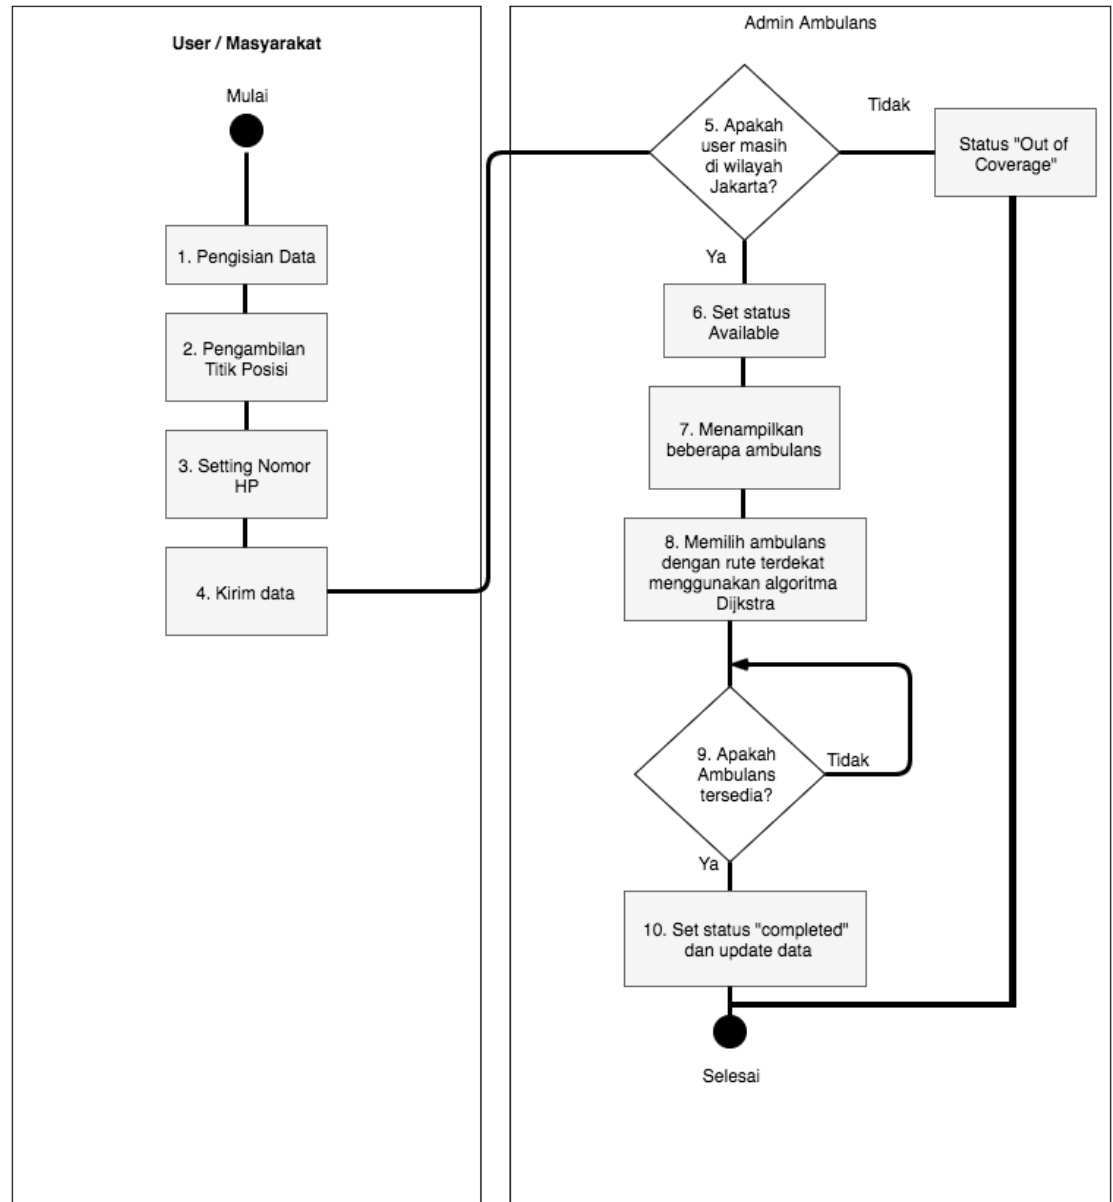 User / Masyarakat
Mulai
1. Pengisian Data
2. Pengambilan
Titik Posisi
3. Setting Nomor
HP
4. Kirim data
Admin Ambulans
5. Apakah
user masih
di wilayah
Jakarta?
Tidak
Status "Out of
Coverage"
Ya
6. Set status
Available
7. Menampilkan
beberapa ambulans
8. Memilih ambulans
dengan rute terdekat
menggunakan algoritma
Dijkstra
9. Apakah
Ambulans
tersedia?
Tidak
Ya
10. Set status "completed"
dan update data
Selesai